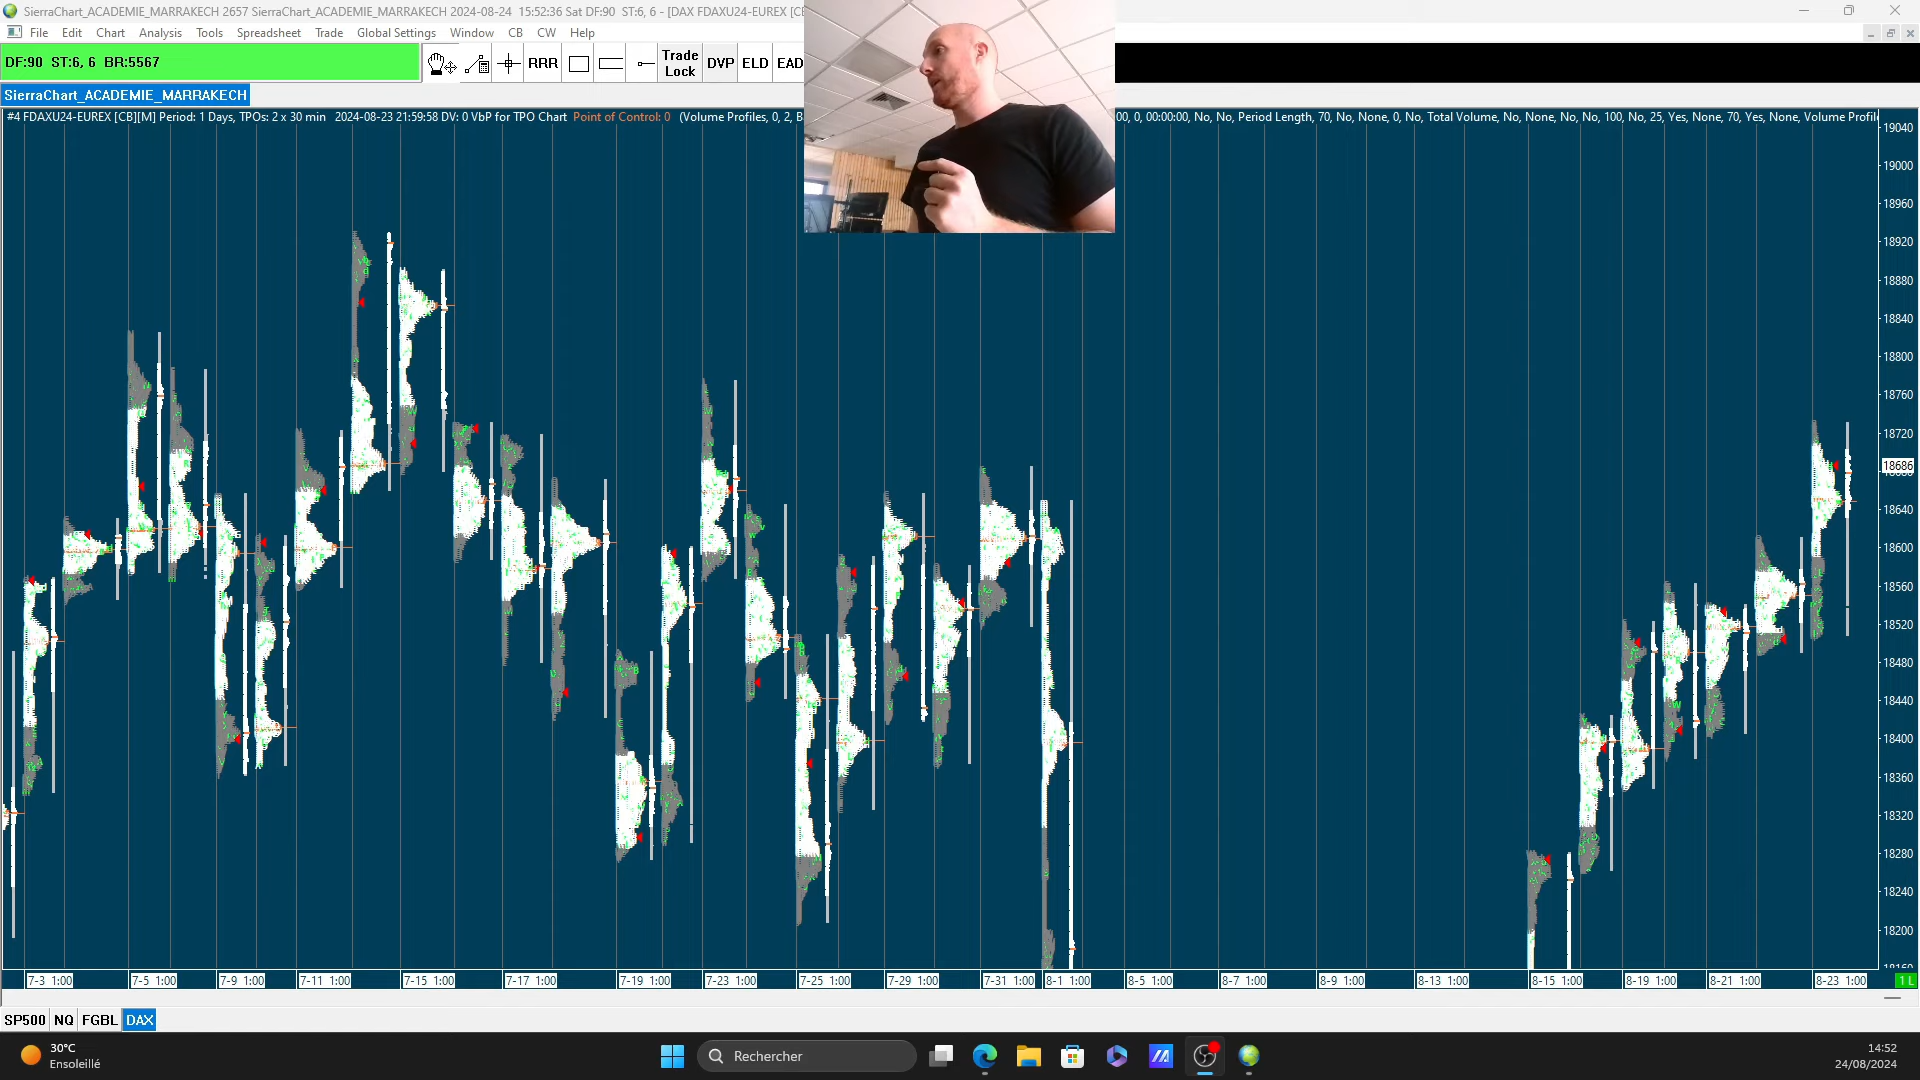 SierraChart_ACADEMIE_MARRAKECH 2657 SierraChart_ACADEMIE_MARRAKECH 2024-08-24 15:52:36 Sat DF:90 ST:6, 6 - [DAX FDAXU24-EUREX [CB
File Edit Chart Analysis Tools Spreadsheet Trade Global Settings Window CB CW Help
DF:90 ST:6, 6 BR:5567
RRR
Trade Lock
DVP
ELD
EAD
SierraChart_ACADEMIE_MARRAKECH
#4 FDAXU24-EUREX [CB][M] Period: 1 Days, TPOs: 2 x 30 min 2024-08-23 21:59:58 DV: 0 VbP for TPO Chart Point of Control: 0 (Volume Profiles, 0, 2, B
00, 0, 00:00:00, No, No, Period Length, 70, No, None, 0, No, Total Volume, No, None, No, No, 100, No, 25, Yes, None, 70, Yes, None, Volume Profil
19040
19000
18960
18920
18880
18840
18800
18760
18720
18686
18640
18600
18560
18520
18480
18440
18400
18360
18320
18280
18240
18200
7-3 1:00
7-5 1:00
7-9 1:00
7-11 1:00
7-15 1:00
7-17 1:00
7-19 1:00
7-23 1:00
7-25 1:00
7-29 1:00
7-31 1:00
8-1 1:00
8-5 1:00
8-7 1:00
8-9 1:00
8-13 1:00
8-15 1:00
8-19 1:00
8-21 1:00
8-23 1:00
1 L
SP500 NQ FGBL DAX
30°C
Ensoleillé
Rechercher
14:52
24/08/2024